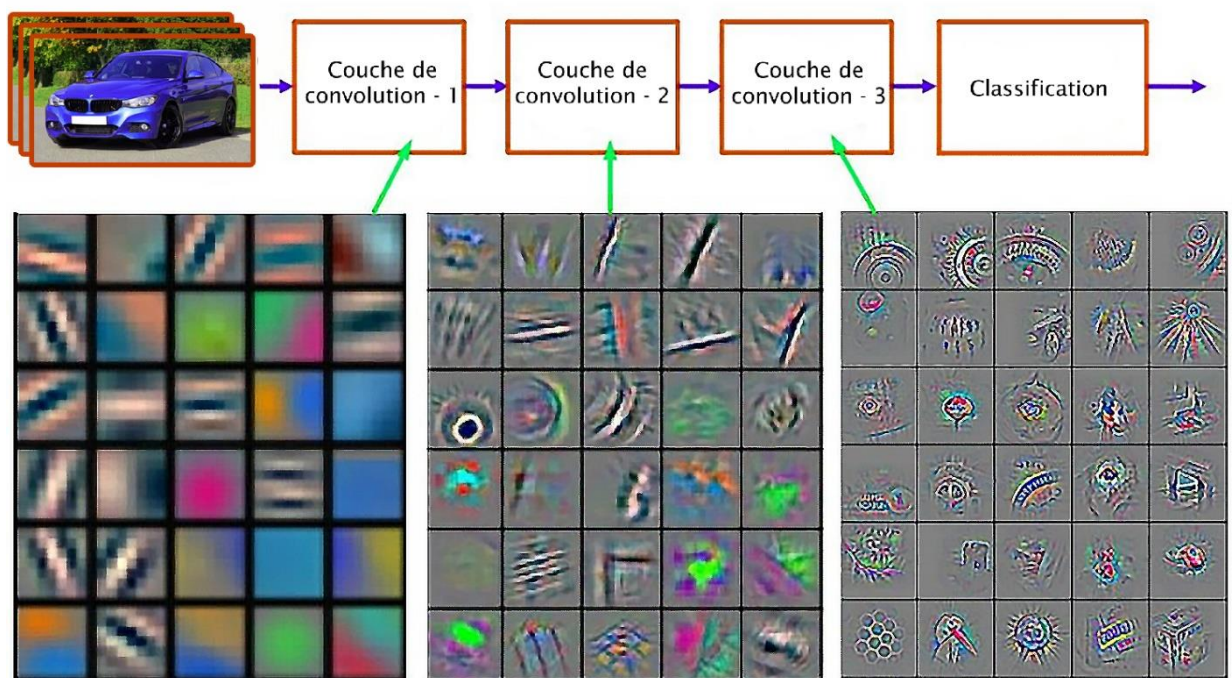 Couche de
convolution - 1
Couche de
convolution - 2
Couche de
convolution - 3
Classification